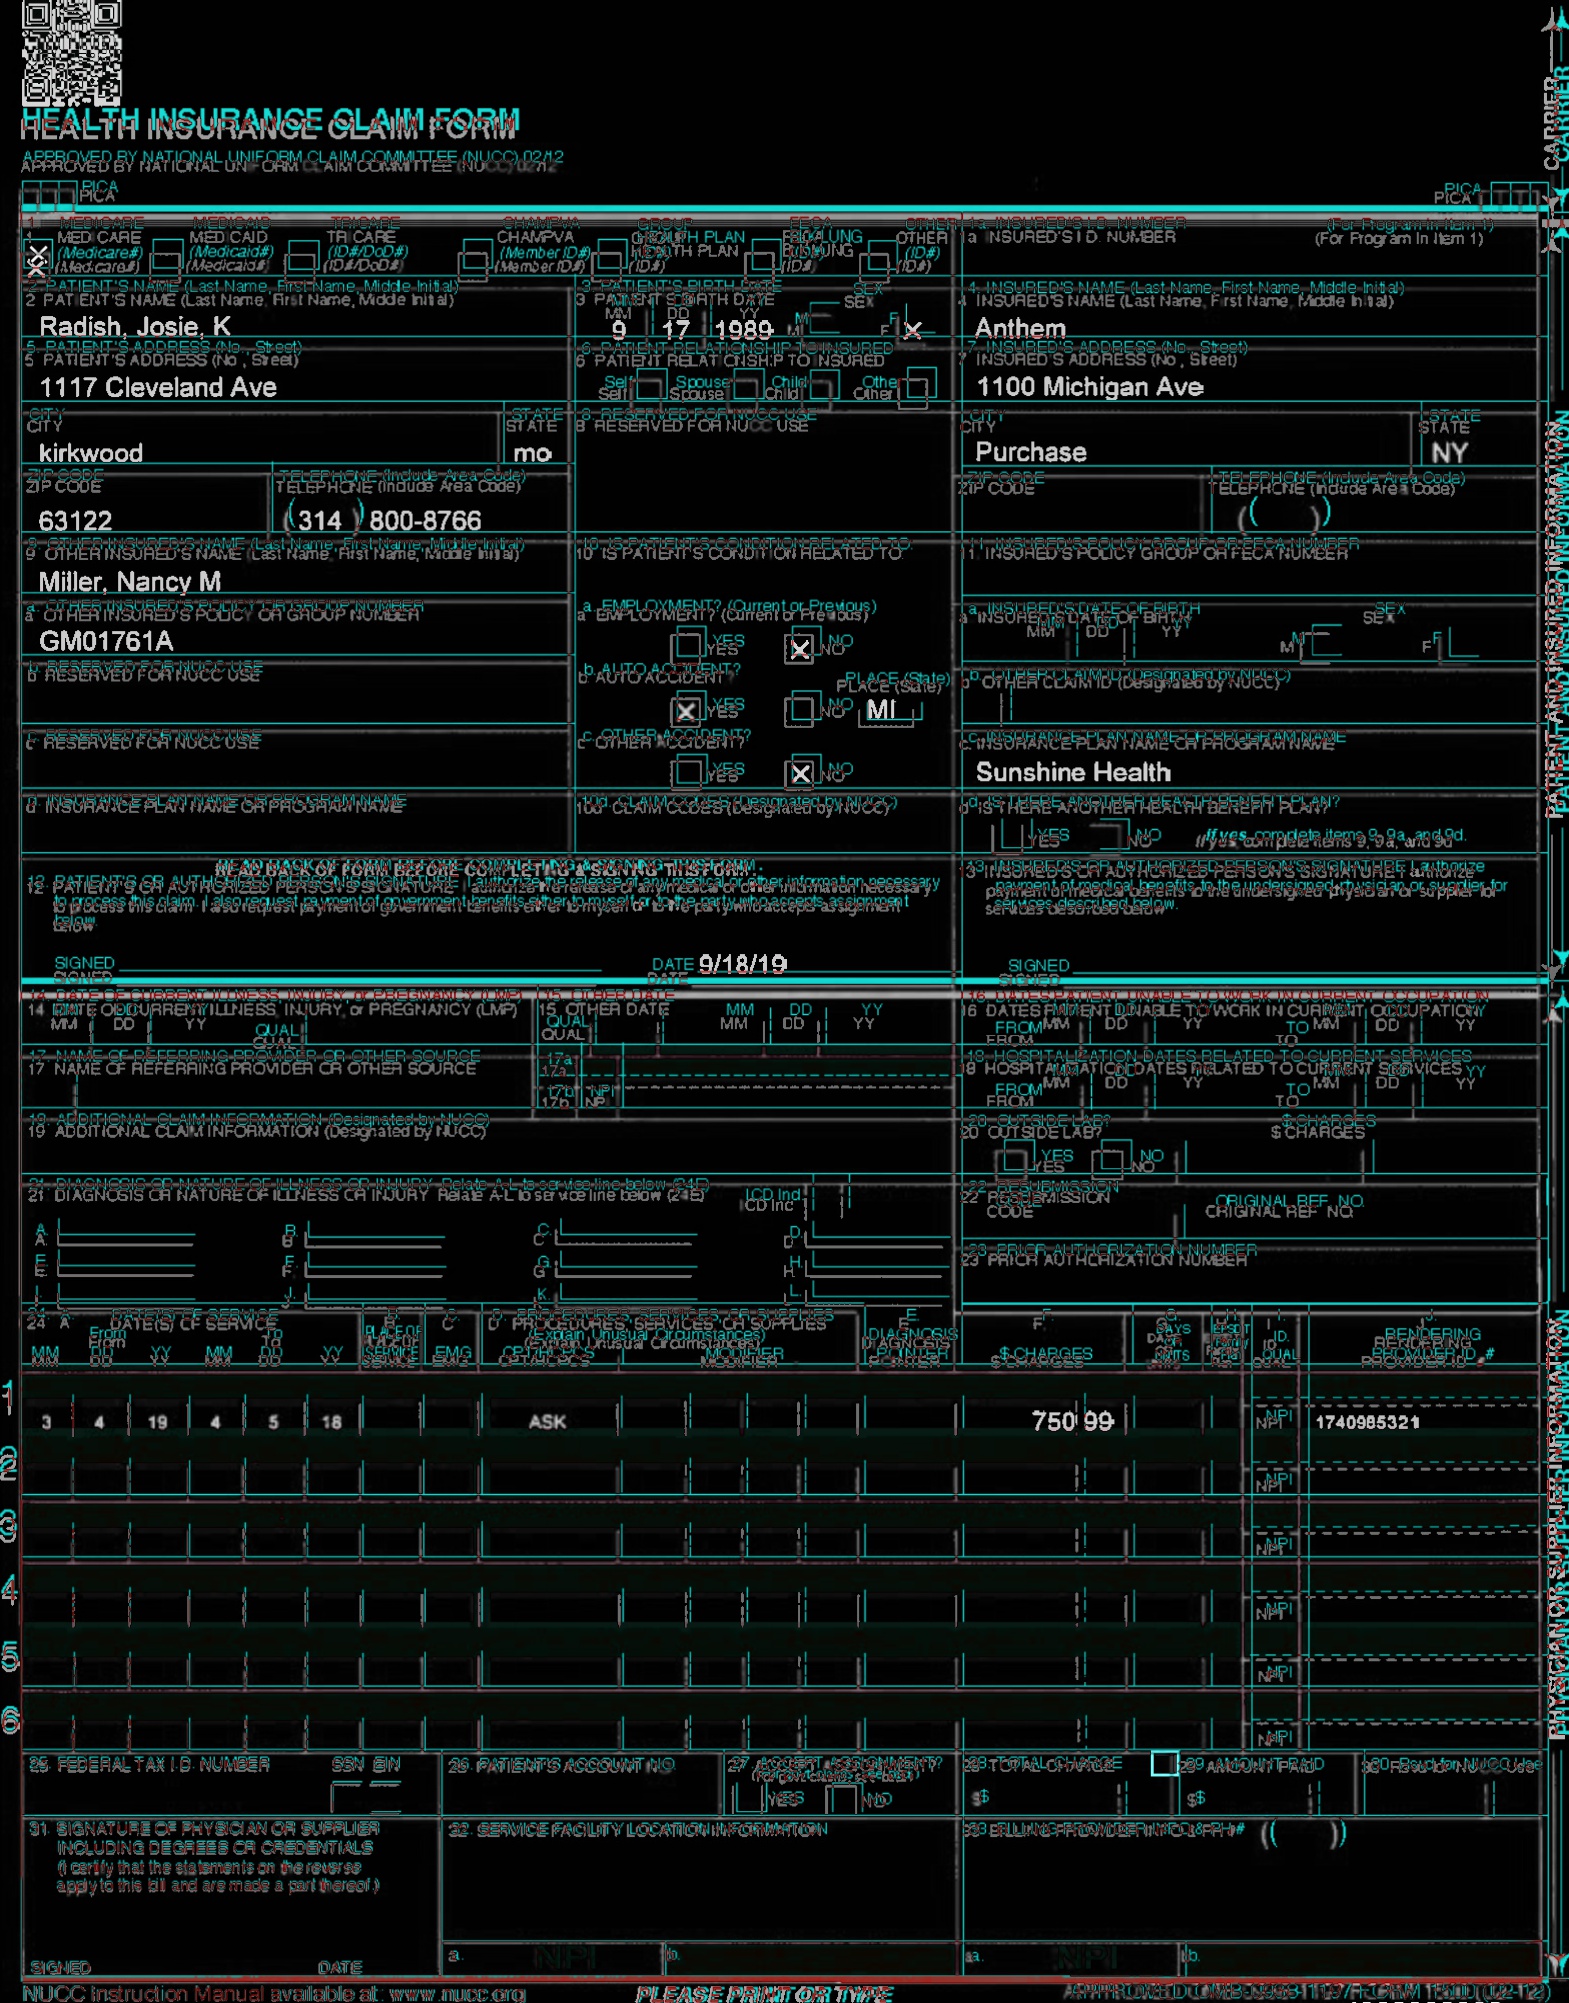 HEALTH INSURANCE CLAIM FORM
APPROVED BY NATIONAL UNIFORM CLAIM COMMITTEE (NUCC) 02/12
PICA
PICA
CARRIER
1. MEDICARE MEDICAID TRICARE CHAMPVA GROUP HEALTH PLAN FECA BLK LUNG OTHER
(Medicare#) (Medicaid#) (ID#/DoD#) (Member ID#) (ID#) (ID#) (ID#)
1a. INSURED'S I.D. NUMBER (For Program in Item 1)
2. PATIENT'S NAME (Last Name, First Name, Middle Initial)
Radish, Josie, K
3. PATIENT'S BIRTH DATE SEX
MM DD YY
9 17 1989 M F X
4. INSURED'S NAME (Last Name, First Name, Middle Initial)
Anthem
5. PATIENT'S ADDRESS (No., Street)
1117 Cleveland Ave
6. PATIENT RELATIONSHIP TO INSURED
Self Spouse Child Other
7. INSURED'S ADDRESS (No., Street)
1100 Michigan Ave
CITY STATE
kirkwood mo
8. RESERVED FOR NUCC USE
CITY STATE
Purchase NY
ZIP CODE TELEPHONE (Include Area Code)
63122 (314) 800-8766
ZIP CODE TELEPHONE (Include Area Code)
( )
9. OTHER INSURED'S NAME (Last Name, First Name, Middle Initial)
Miller, Nancy M
10. IS PATIENT'S CONDITION RELATED TO:
11. INSURED'S POLICY GROUP OR FECA NUMBER
a. OTHER INSURED'S POLICY OR GROUP NUMBER
GM01761A
a. EMPLOYMENT? (Current or Previous)
YES X NO
a. INSURED'S DATE OF BIRTH SEX
MM DD YY M F
b. RESERVED FOR NUCC USE
b. AUTO ACCIDENT? PLACE (State)
X YES NO MI
b. OTHER CLAIM ID (Designated by NUCC)
c. RESERVED FOR NUCC USE
c. OTHER ACCIDENT?
YES X NO
c. INSURANCE PLAN NAME OR PROGRAM NAME
Sunshine Health
d. INSURANCE PLAN NAME OR PROGRAM NAME
10d. CLAIM CODES (Designated by NUCC)
d. IS THERE ANOTHER HEALTH BENEFIT PLAN?
YES NO If yes, complete items 9, 9a, and 9d.
READ BACK OF FORM BEFORE COMPLETING & SIGNING THIS FORM.
12. PATIENT'S OR AUTHORIZED PERSON'S SIGNATURE I authorize the release of any medical or other information necessary
to process this claim. I also request payment of government benefits either to myself or to the party who accepts assignment
below.
SIGNED DATE 9/18/19
13. INSURED'S OR AUTHORIZED PERSON'S SIGNATURE I authorize
payment of medical benefits to the undersigned physician or supplier for
services described below.
SIGNED
PATIENT AND INSURED INFORMATION
14. DATE OF CURRENT ILLNESS, INJURY, or PREGNANCY (LMP)
MM DD YY QUAL.
15. OTHER DATE
QUAL. MM DD YY
16. DATES PATIENT UNABLE TO WORK IN CURRENT OCCUPATION
FROM MM DD YY TO MM DD YY
17. NAME OF REFERRING PROVIDER OR OTHER SOURCE
17a.
17b. NPI
18. HOSPITALIZATION DATES RELATED TO CURRENT SERVICES
FROM MM DD YY TO MM DD YY
19. ADDITIONAL CLAIM INFORMATION (Designated by NUCC)
20. OUTSIDE LAB? $ CHARGES
YES NO
21. DIAGNOSIS OR NATURE OF ILLNESS OR INJURY Relate A-L to service line below (24E) ICD Ind.
A. B. C. D.
E. F. G. H.
I. J. K. L.
22. RESUBMISSION
CODE ORIGINAL REF. NO.
23. PRIOR AUTHORIZATION NUMBER
24. A. DATE(S) OF SERVICE B. C. D. PROCEDURES, SERVICES, OR SUPPLIES E. F. G. H. I. J.
From To PLACE OF (Explain Unusual Circumstances) DIAGNOSIS DAYS ID. RENDERING
MM DD YY MM DD YY SERVICE EMG CPT/HCPCS MODIFIER POINTER $ CHARGES UNITS QUAL. PROVIDER ID. #
1 3 4 19 4 5 18 ASK 750 99 NPI 1740985321
2 NPI
3 NPI
4 NPI
5 NPI
6 NPI
25. FEDERAL TAX I.D. NUMBER SSN EIN
26. PATIENT'S ACCOUNT NO.
27. ACCEPT ASSIGNMENT?
YES NO
28. TOTAL CHARGE
$
29. AMOUNT PAID
$
30. Rsvd for NUCC Use
31. SIGNATURE OF PHYSICIAN OR SUPPLIER
INCLUDING DEGREES OR CREDENTIALS
(I certify that the statements on the reverse
apply to this bill and are made a part thereof.)
SIGNED DATE
32. SERVICE FACILITY LOCATION INFORMATION
a. NPI b.
33. BILLING PROVIDER INFO & PH # ( )
a. NPI b.
PHYSICIAN OR SUPPLIER INFORMATION
NUCC Instruction Manual available at: www.nucc.org
PLEASE PRINT OR TYPE